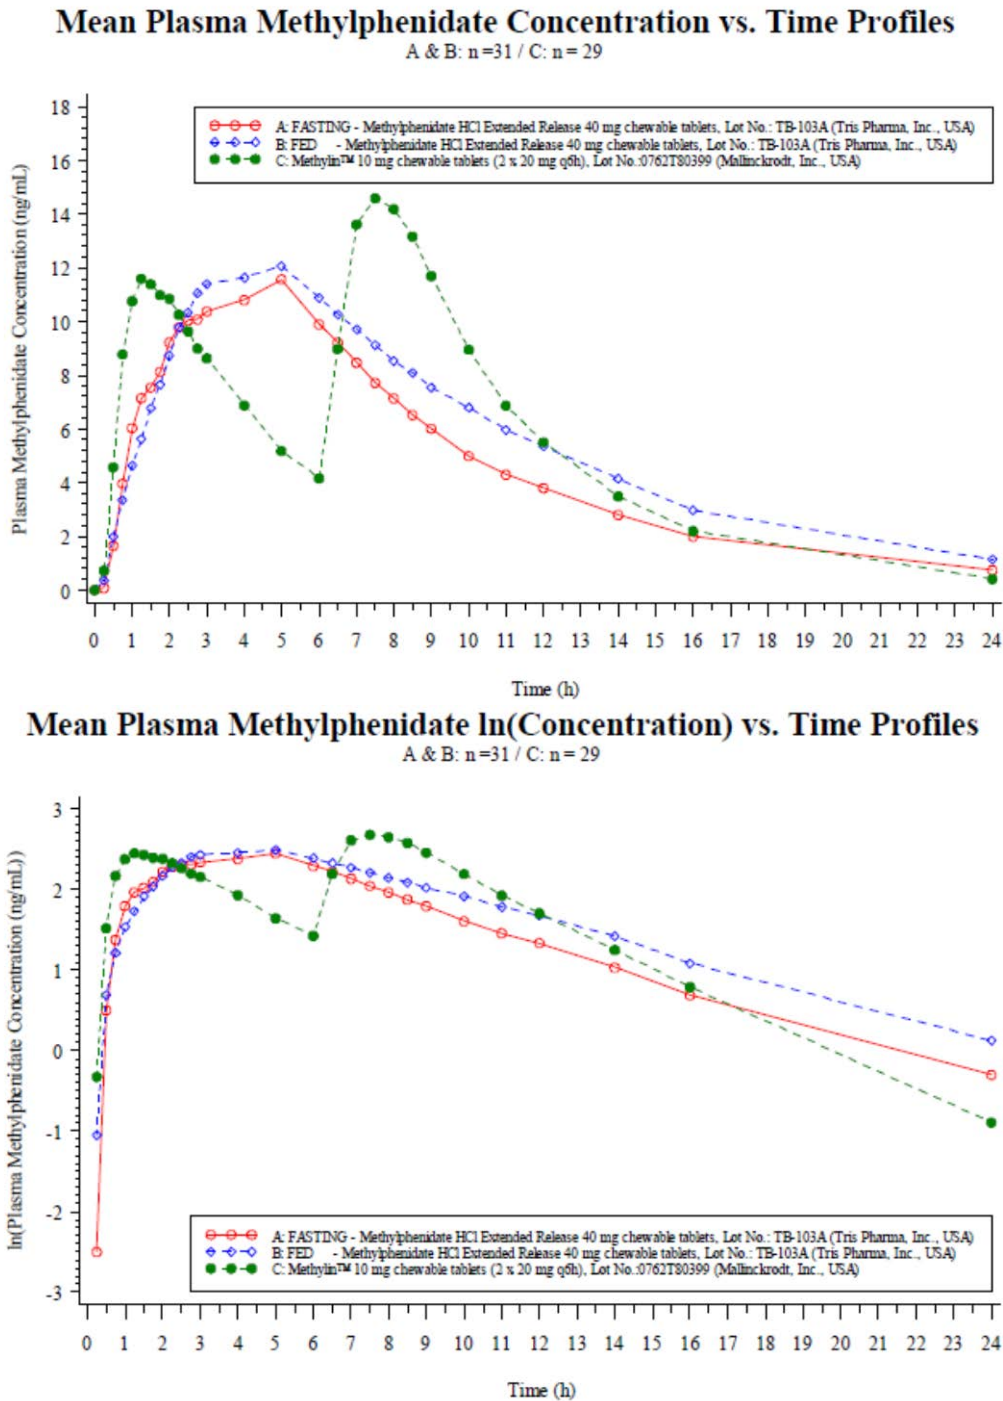 Mean Plasma Methylphenidate Concentration vs. Time Profiles
A & B: n =31 / C: n = 29
A: FASTING - Methylphenidate HCl Extended Release 40 mg chewable tablets, Lot No.: TB-103A (Tris Pharma, Inc., USA)
B: FED - Methylphenidate HCl Extended Release 40 mg chewable tablets, Lot No.: TB-103A (Tris Pharma, Inc., USA)
C: Methylin™ 10 mg chewable tablets (2 x 20 mg q6h), Lot No.:0762T80399 (Mallinckrodt, Inc., USA)
Plasma Methylphenidate Concentration (ng/mL)
18
16
14
12
10
8
6
4
2
0
0 1 2 3 4 5 6 7 8 9 10 11 12 13 14 15 16 17 18 19 20 21 22 23 24
Time (h)
Mean Plasma Methylphenidate ln(Concentration) vs. Time Profiles
A & B: n =31 / C: n = 29
ln(Plasma Methylphenidate Concentration (ng/mL))
3
2
1
0
-1
-2
-3
A: FASTING - Methylphenidate HCl Extended Release 40 mg chewable tablets, Lot No.: TB-103A (Tris Pharma, Inc., USA)
B: FED - Methylphenidate HCl Extended Release 40 mg chewable tablets, Lot No.: TB-103A (Tris Pharma, Inc., USA)
C: Methylin™ 10 mg chewable tablets (2 x 20 mg q6h), Lot No.:0762T80399 (Mallinckrodt, Inc., USA)
0 1 2 3 4 5 6 7 8 9 10 11 12 13 14 15 16 17 18 19 20 21 22 23 24
Time (h)